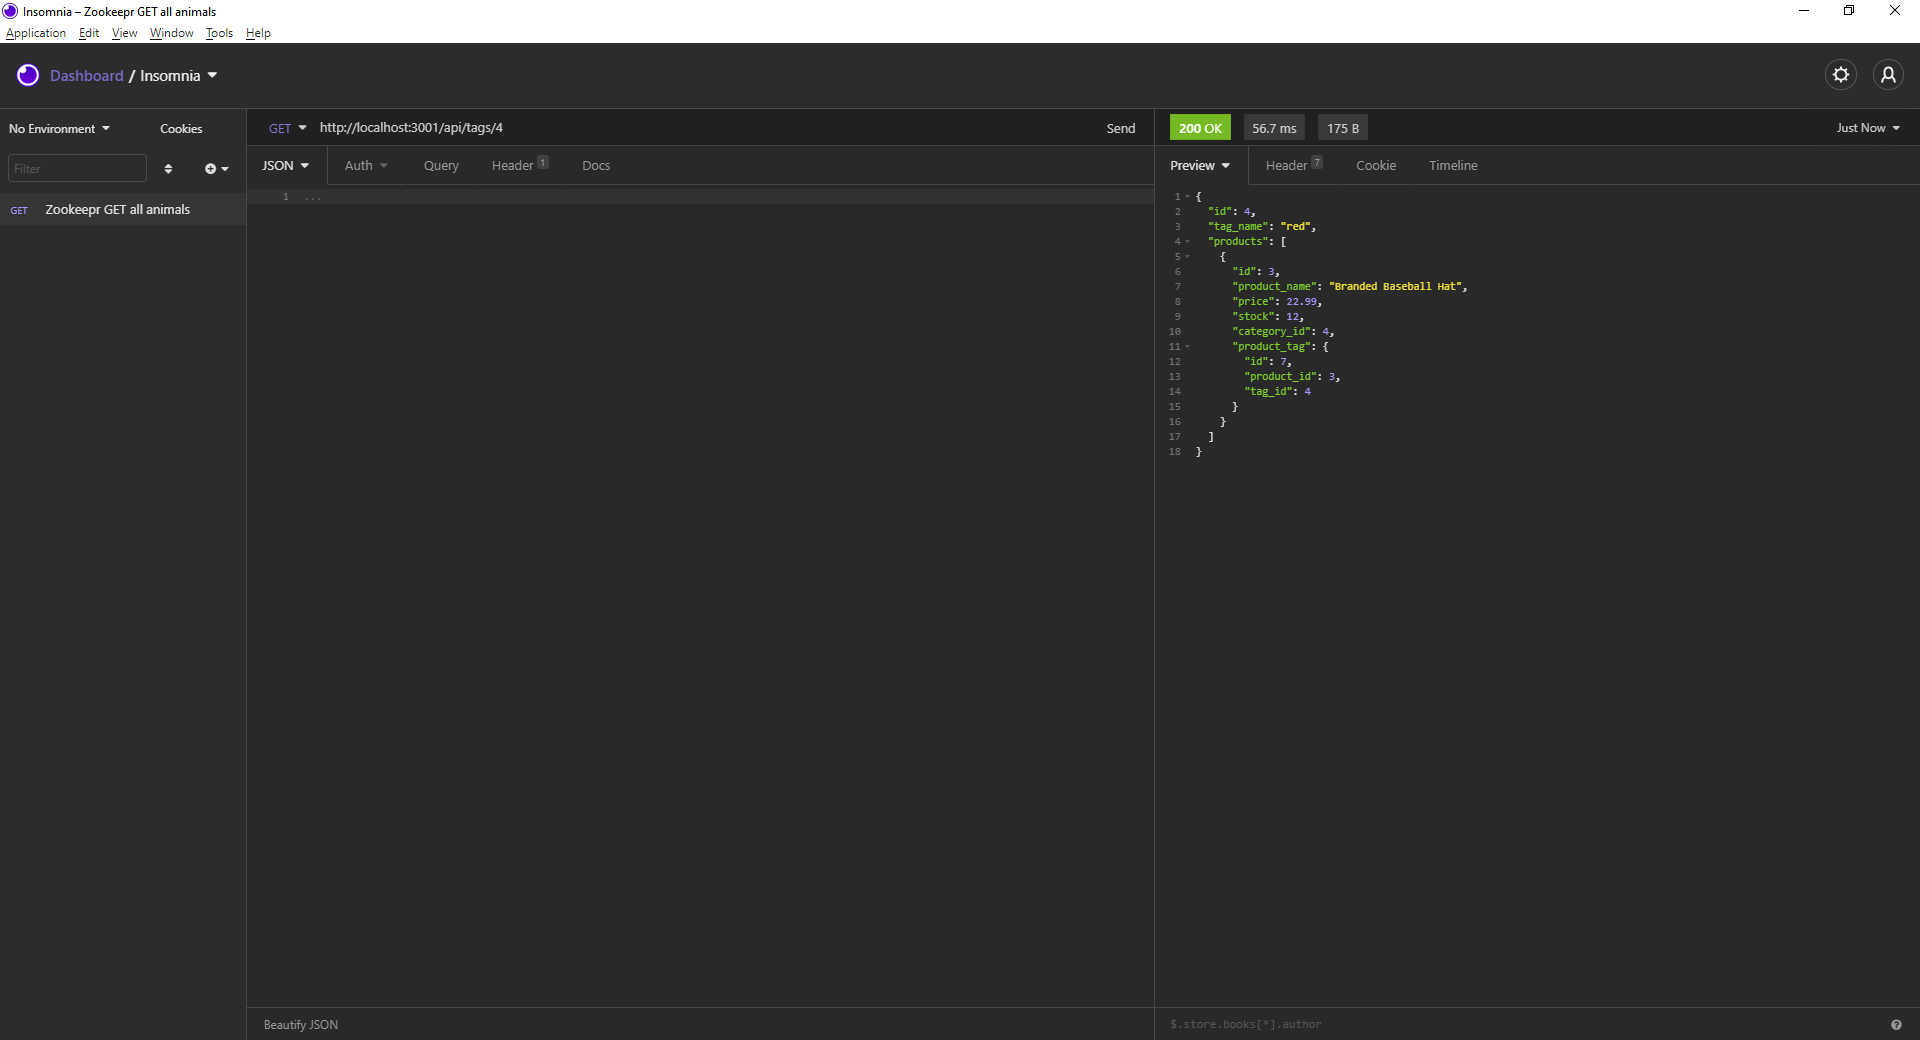 Insomnia – Zookeepr GET all animals
Application Edit View Window Tools Help
Dashboard / Insomnia
No Environment Cookies
GET http://localhost:3001/api/tags/4 Send
200 OK 56.7 ms 175 B Just Now
Filter
JSON Auth Query Header 1 Docs
Preview Header 7 Cookie Timeline
GET Zookeepr GET all animals
1 ...
1 {
2 "id": 4,
3 "tag_name": "red",
4 "products": [
5 {
6 "id": 3,
7 "product_name": "Branded Baseball Hat",
8 "price": 22.99,
9 "stock": 12,
10 "category_id": 4,
11 "product_tag": {
12 "id": 7,
13 "product_id": 3,
14 "tag_id": 4
15 }
16 }
17 ]
18 }
Beautify JSON
$.store.books[*].author